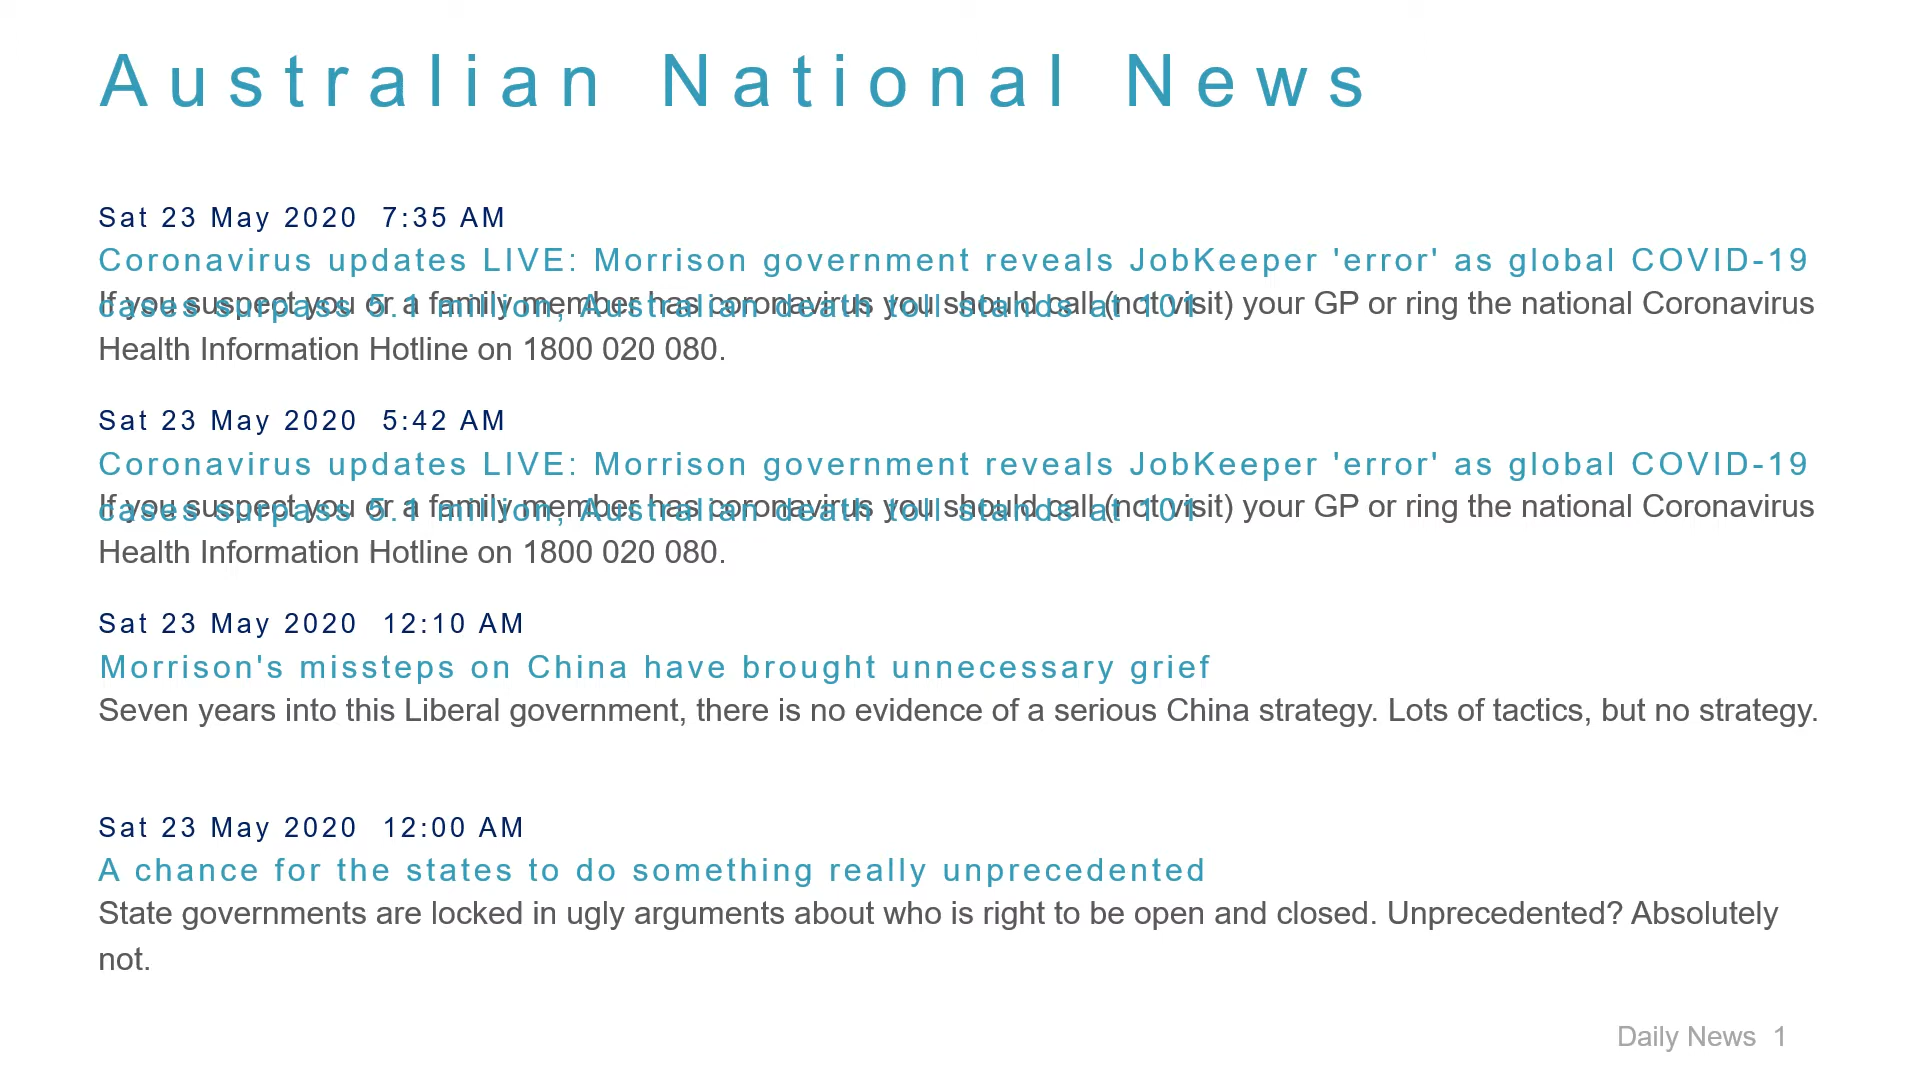 Australian National News
Sat 23 May 2020 7:35 AM
Coronavirus updates LIVE: Morrison government reveals JobKeeper 'error' as global COVID-19
cases surpass 5.1 million, Australian death toll stands at 101
If you suspect you or a family member has coronavirus you should call (not visit) your GP or ring the national Coronavirus
Health Information Hotline on 1800 020 080.
Sat 23 May 2020 5:42 AM
Coronavirus updates LIVE: Morrison government reveals JobKeeper 'error' as global COVID-19
cases surpass 5.1 million, Australian death toll stands at 101
If you suspect you or a family member has coronavirus you should call (not visit) your GP or ring the national Coronavirus
Health Information Hotline on 1800 020 080.
Sat 23 May 2020 12:10 AM
Morrison's missteps on China have brought unnecessary grief
Seven years into this Liberal government, there is no evidence of a serious China strategy. Lots of tactics, but no strategy.
Sat 23 May 2020 12:00 AM
A chance for the states to do something really unprecedented
State governments are locked in ugly arguments about who is right to be open and closed. Unprecedented? Absolutely
not.
Daily News 1